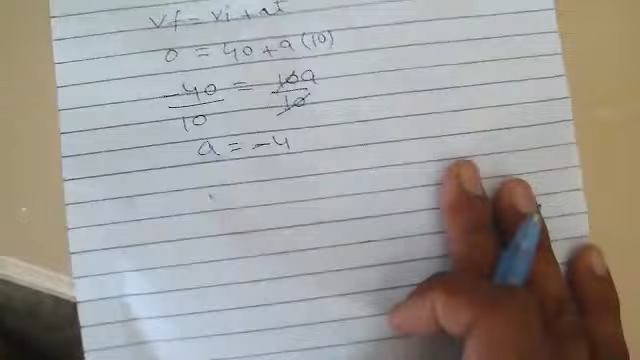 Vf = Vi + at
0 = 40 + a (10)
-40/10 = 10a/10
a = -4